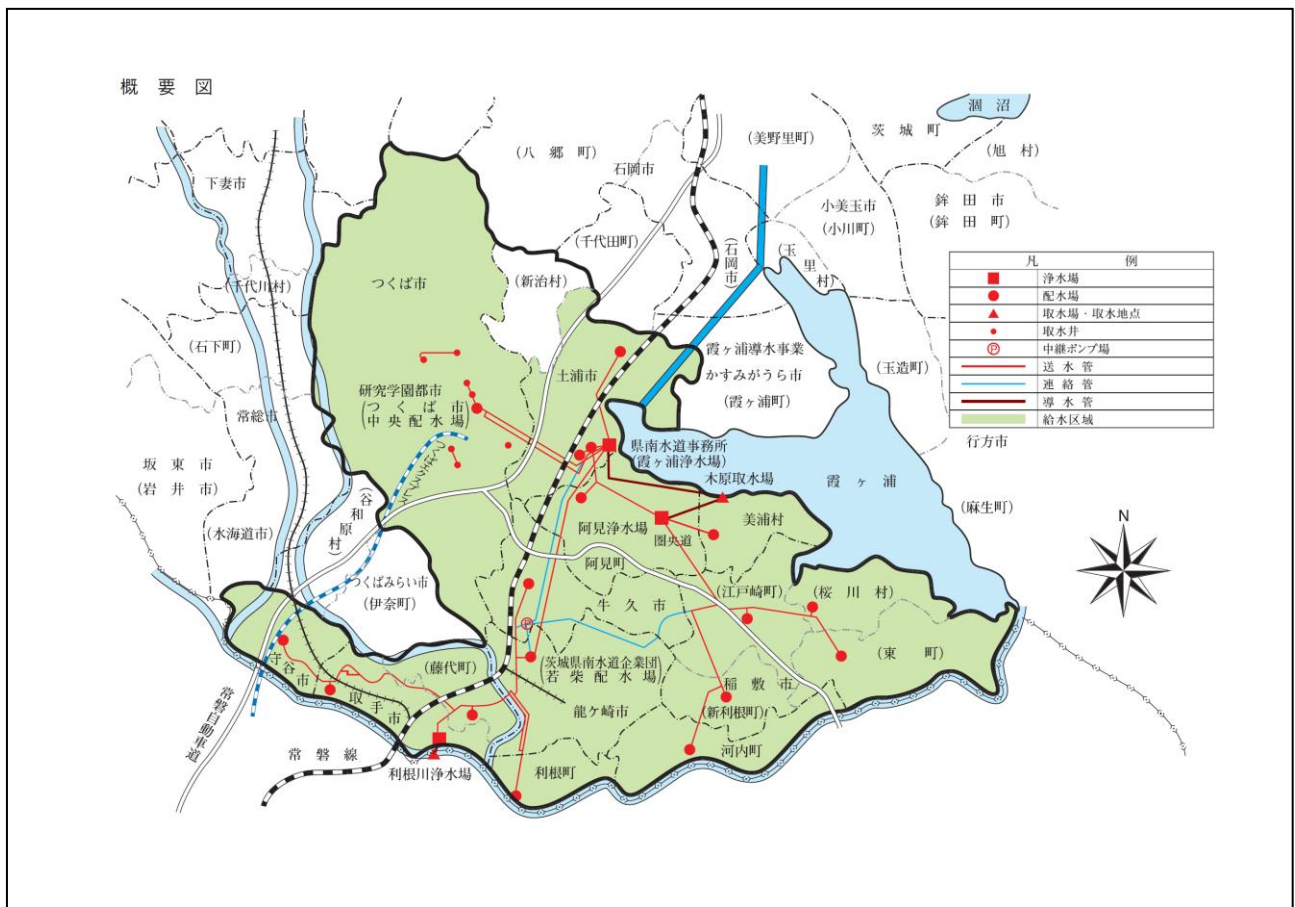 概要図
涸沼
茨城町
(旭村)
(美野里町)
(八郷町)
石岡市
下妻市
鉾田市
(鉾田町)
小美玉市
(小川町)
(千代田町)
(石岡市)
(玉里村)
つくば市
(新治村)
(千代川村)
凡例
浄水場
配水場
取水場・取水地点
取水井
中継ポンプ場
送水管
連絡管
導水管
給水区域
(石下町)
霞ヶ浦導水事業
かすみがうら市
(霞ヶ浦町)
(玉造町)
土浦市
研究学園都市
(つくば市
中央配水場)
常総市
行方市
県南水道事務所
(霞ヶ浦浄水場)
つくばエクスプレス
坂東市
(岩井市)
木原取水場
霞ヶ浦
(谷和原村)
(麻生町)
美浦村
阿見浄水場
圏央道
(水海道市)
N
阿見町
つくばみらい市
(伊奈町)
(江戸崎町)
(桜川村)
牛久市
P
(東町)
(藤代町)
守谷市
(茨城県南水道企業団
若柴配水場)
稲敷市
取手市
龍ケ崎市
(新利根町)
常磐自動車道
河内町
常磐線
利根川浄水場
利根町